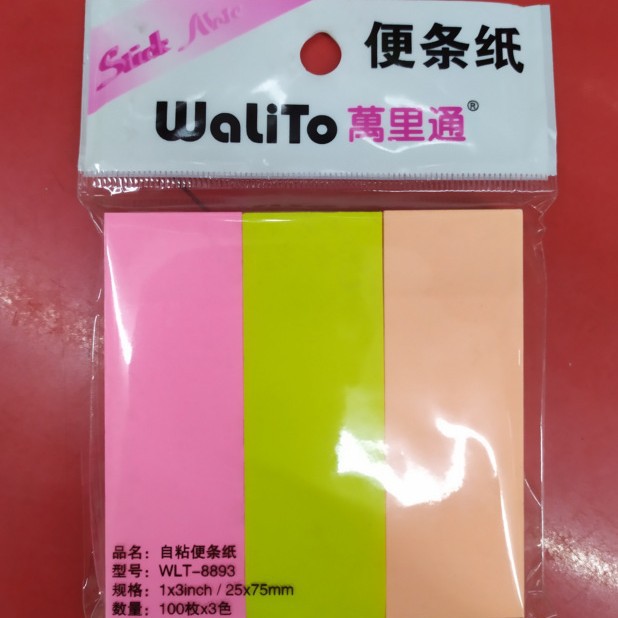 Stick Note
便条纸
WaLiTo 萬里通®
品名：自粘便条纸
型号：WLT-8893
规格：1x3inch / 25x75mm
数量：100枚x3色